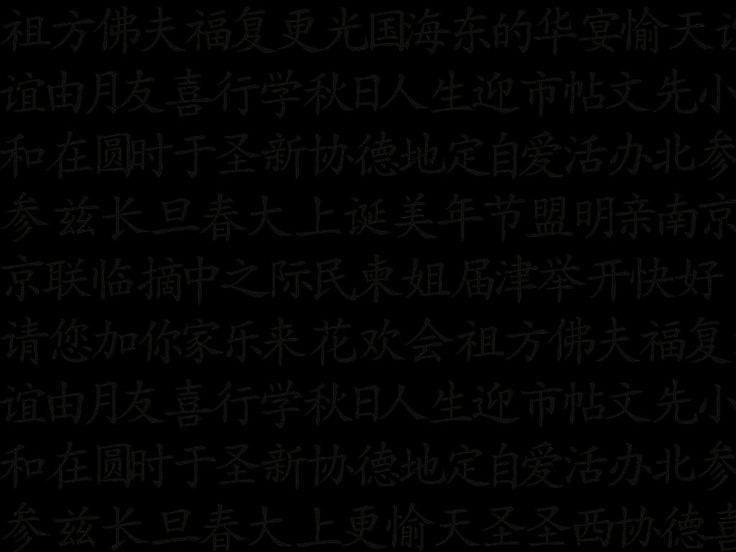 祖方佛夫福复更光国海东的华宴愉天
谊由月友喜行学秋日人生迎市帖文先小
和在圆时于圣新协德地定自爱活办北参
参兹长旦春大上诞美年节盟明亲南京
京联临摘中之际民柬姐届津举开快好
请您加你家乐来花欢会祖方佛夫福复
谊由月友喜行学秋日人生迎市帖文先小
和在圆时于圣新协德地定自爱活办北参
参兹长旦春大上更愉天圣圣西协德喜